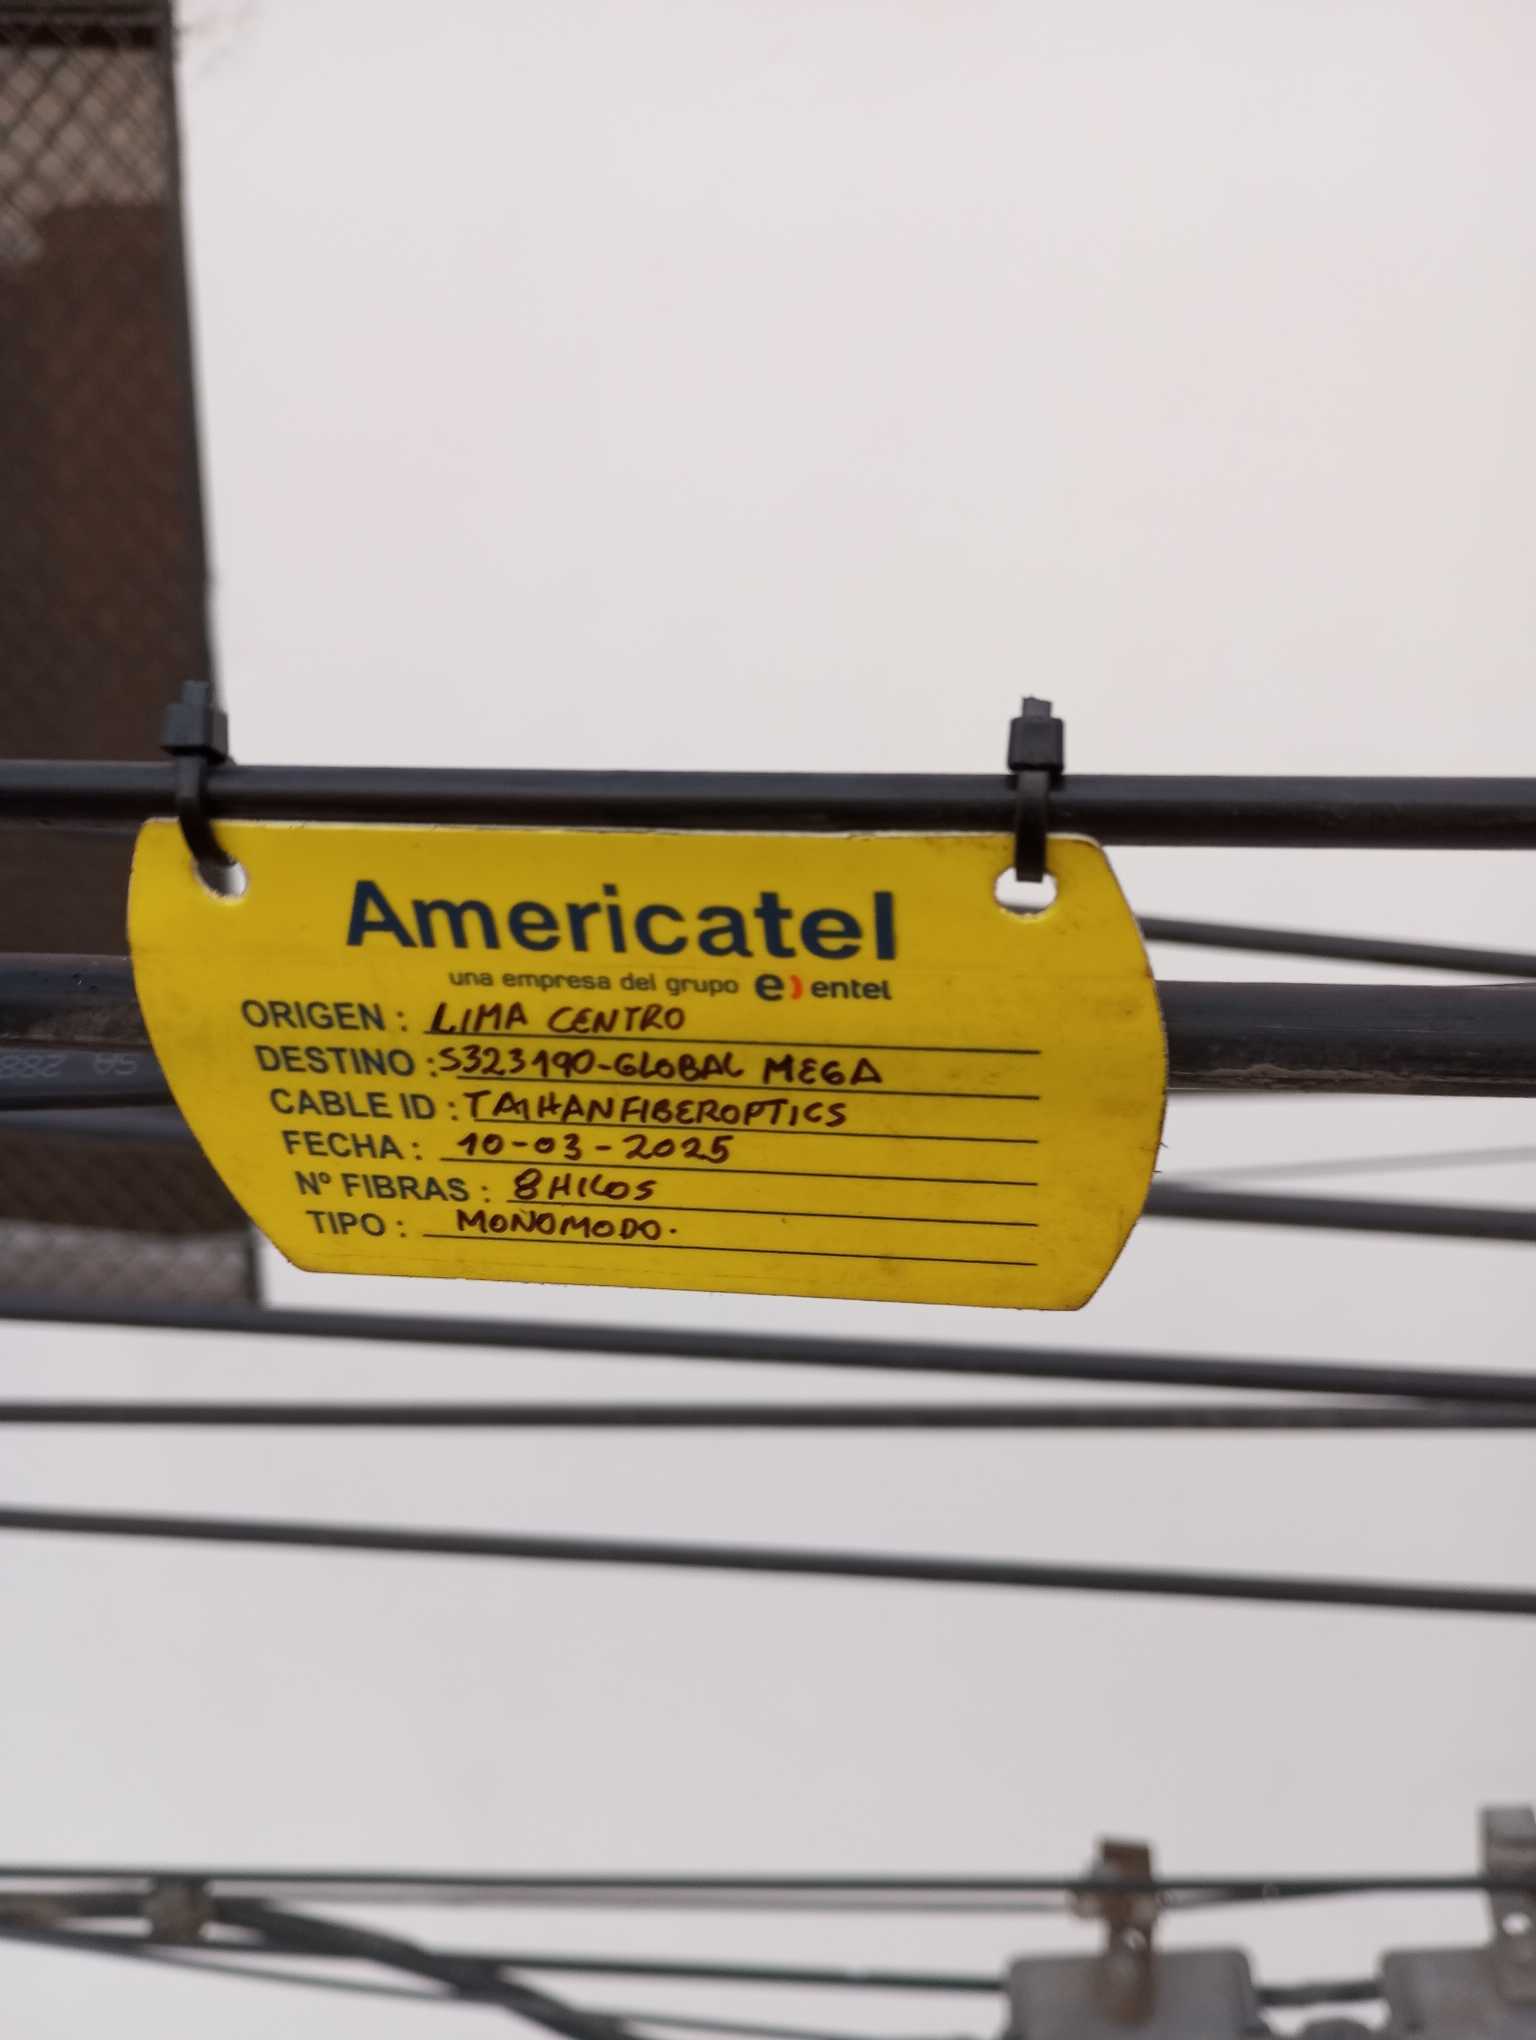 Americatel
una empresa del grupo e) entel
ORIGEN : LIMA CENTRO
DESTINO : S323190-GLOBAL MEGA
CABLE ID : TAIHANFIBEROPTICS
FECHA : 10-03-2025
Nº FIBRAS : 8 HILOS
TIPO : MONOMODO.